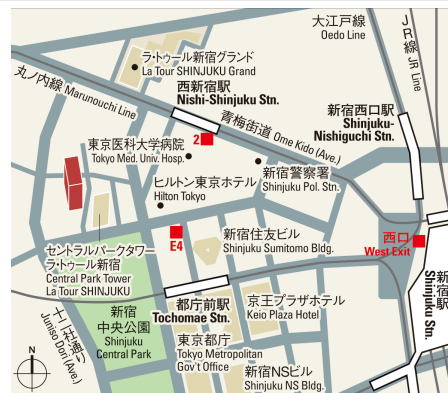 大江戸線
Oedo Line
JR線
JR Line
ラ・トゥール新宿グランド
La Tour SHINJUKU Grand
丸ノ内線 Marunouchi Line
西新宿駅
Nishi-Shinjuku Stn.
青梅街道 Ome Kido (Ave.)
新宿西口駅
Shinjuku-
Nishiguchi Stn.
2
東京医科大学病院
Tokyo Med. Univ. Hosp.
新宿警察署
Shinjuku Pol. Stn.
ヒルトン東京ホテル
Hilton Tokyo
E4
新宿住友ビル
Shinjuku Sumitomo Bldg.
西口
West Exit
新宿駅
Shinjuku Stn.
セントラルパークタワー
ラ・トゥール新宿
Central Park Tower
La Tour SHINJUKU
都庁前駅
Tochomae Stn.
京王プラザホテル
Keio Plaza Hotel
新宿
中央公園
Shinjuku
Central Park
十二社通り
Juniso Dori (Ave.)
東京都庁
Tokyo Metropolitan
Gov't Office
新宿NSビル
Shinjuku NS Bldg.
N